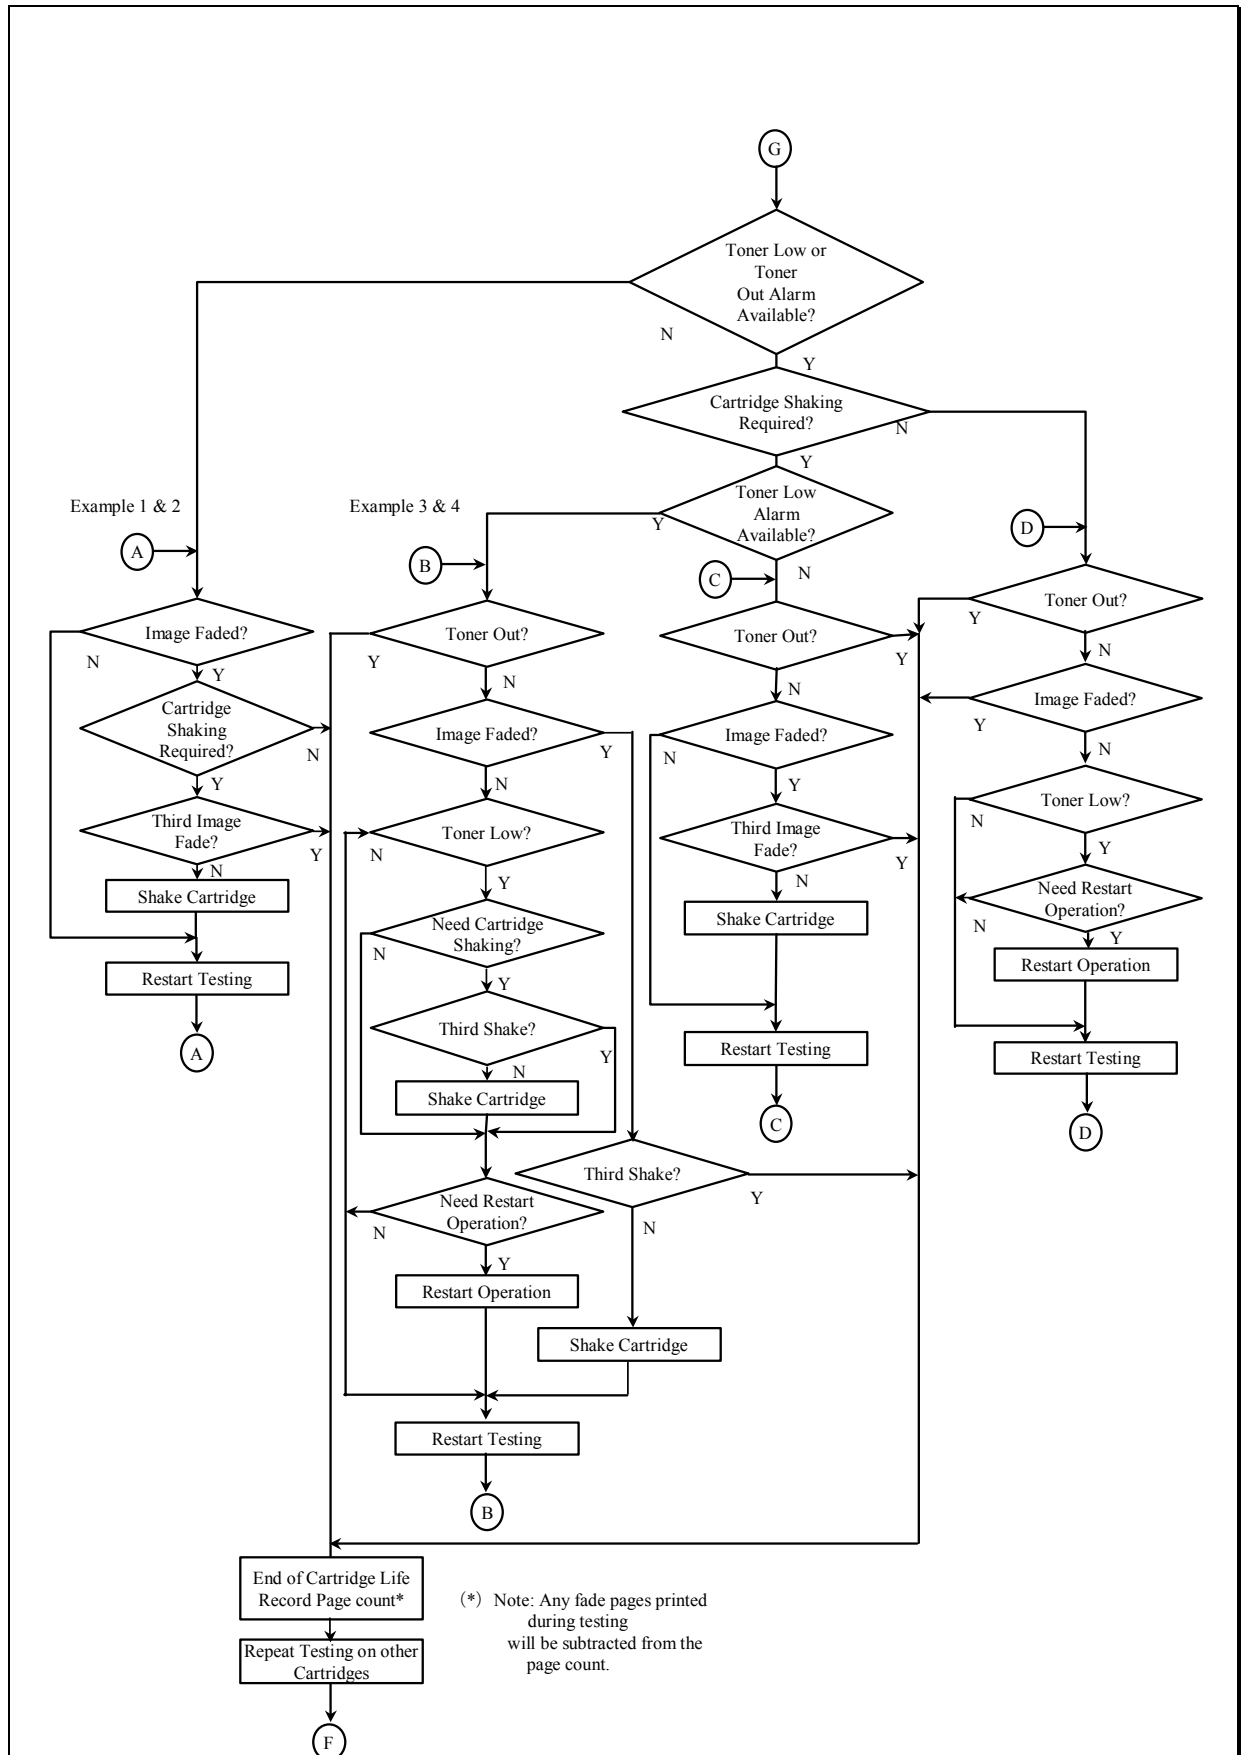 G
Toner Low or
Toner
Out Alarm
Available?
N
Y
Cartridge Shaking
Required?
N
Y
Toner Low
Alarm
Available?
Y
N
Example 1 & 2
A
Image Faded?
N
Y
Cartridge
Shaking
Required?
N
Y
Third Image
Fade?
Y
N
Shake Cartridge
Restart Testing
A
Example 3 & 4
B
Toner Out?
Y
N
Image Faded?
Y
N
Toner Low?
N
Y
Need Cartridge
Shaking?
N
Y
Third Shake?
Y
N
Shake Cartridge
Need Restart
Operation?
N
Y
Restart Operation
Third Shake?
Y
N
Shake Cartridge
Restart Testing
B
C
Toner Out?
Y
N
Image Faded?
N
Y
Third Image
Fade?
Y
N
Shake Cartridge
Restart Testing
C
D
Toner Out?
Y
N
Image Faded?
Y
N
Toner Low?
N
Y
Need Restart
Operation?
N
Y
Restart Operation
Restart Testing
D
End of Cartridge Life
Record Page count*
Repeat Testing on other
Cartridges
F
(*) Note: Any fade pages printed
during testing
will be subtracted from the
page count.